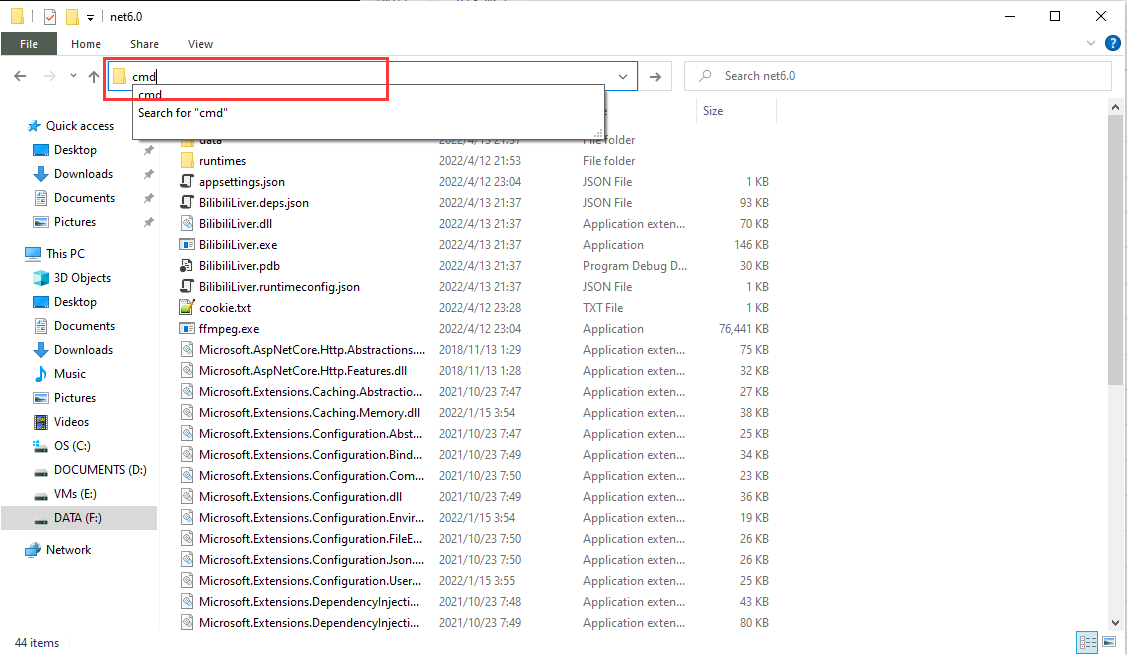 net6.0
File Home Share View
cmd
Search net6.0
cmd
Search for "cmd"
Size
data 2022/4/13 21:37 File folder
runtimes 2022/4/12 21:53 File folder
appsettings.json 2022/4/12 23:04 JSON File 1 KB
BilibiliLiver.deps.json 2022/4/13 21:37 JSON File 93 KB
BilibiliLiver.dll 2022/4/13 21:37 Application exten... 70 KB
BilibiliLiver.exe 2022/4/13 21:37 Application 146 KB
BilibiliLiver.pdb 2022/4/13 21:37 Program Debug D... 30 KB
BilibiliLiver.runtimeconfig.json 2022/4/13 21:37 JSON File 1 KB
cookie.txt 2022/4/12 23:28 TXT File 1 KB
ffmpeg.exe 2022/4/12 23:04 Application 76,441 KB
Microsoft.AspNetCore.Http.Abstractions.... 2018/11/13 1:29 Application exten... 75 KB
Microsoft.AspNetCore.Http.Features.dll 2018/11/13 1:28 Application exten... 32 KB
Microsoft.Extensions.Caching.Abstractio... 2021/10/23 7:47 Application exten... 27 KB
Microsoft.Extensions.Caching.Memory.dll 2022/1/15 3:54 Application exten... 38 KB
Microsoft.Extensions.Configuration.Abst... 2021/10/23 7:47 Application exten... 25 KB
Microsoft.Extensions.Configuration.Bind... 2021/10/23 7:49 Application exten... 34 KB
Microsoft.Extensions.Configuration.Com... 2021/10/23 7:50 Application exten... 23 KB
Microsoft.Extensions.Configuration.dll 2021/10/23 7:49 Application exten... 36 KB
Microsoft.Extensions.Configuration.Envir... 2022/1/15 3:54 Application exten... 19 KB
Microsoft.Extensions.Configuration.FileE... 2021/10/23 7:50 Application exten... 26 KB
Microsoft.Extensions.Configuration.Json.... 2021/10/23 7:50 Application exten... 26 KB
Microsoft.Extensions.Configuration.User... 2022/1/15 3:55 Application exten... 25 KB
Microsoft.Extensions.DependencyInjecti... 2021/10/23 7:48 Application exten... 43 KB
Microsoft.Extensions.DependencyInjecti... 2021/10/23 7:49 Application exten... 80 KB
Quick access
Desktop
Downloads
Documents
Pictures
This PC
3D Objects
Desktop
Documents
Downloads
Music
Pictures
Videos
OS (C:)
DOCUMENTS (D:)
VMs (E:)
DATA (F:)
Network
44 items